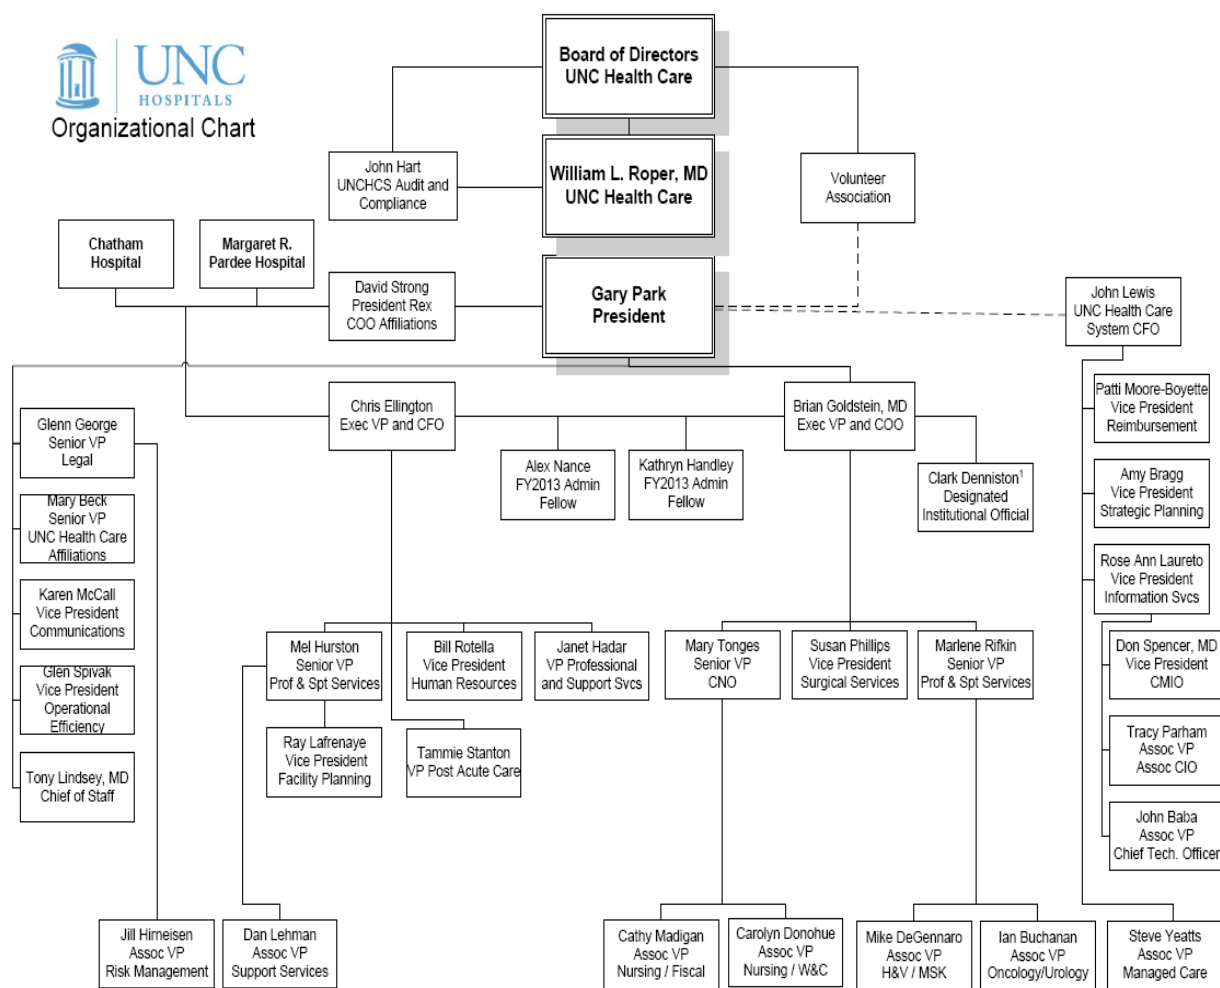 UNC
HOSPITALS
Organizational Chart
Board of Directors
UNC Health Care
John Hart
UNCHCS Audit and
Compliance
William L. Roper, MD
UNC Health Care
Volunteer
Association
Chatham
Hospital
Margaret R.
Pardee Hospital
David Strong
President Rex
COO Affiliations
Gary Park
President
John Lewis
UNC Health Care
System CFO
Glenn George
Senior VP
Legal
Mary Beck
Senior VP
UNC Health Care
Affiliations
Karen McCall
Vice President
Communications
Glen Spivak
Vice President
Operational
Efficiency
Tony Lindsey, MD
Chief of Staff
Chris Ellington
Exec VP and CFO
Brian Goldstein, MD
Exec VP and COO
Alex Nance
FY2013 Admin
Fellow
Kathryn Handley
FY2013 Admin
Fellow
Clark Denniston¹
Designated
Institutional Official
Patti Moore-Boyette
Vice President
Reimbursement
Amy Bragg
Vice President
Strategic Planning
Rose Ann Laureto
Vice President
Information Svcs
Don Spencer, MD
Vice President
CMIO
Tracy Parham
Assoc VP
Assoc CIO
John Baba
Assoc VP
Chief Tech. Officer
Mel Hurston
Senior VP
Prof & Spt Services
Bill Rotella
Vice President
Human Resources
Janet Hadar
VP Professional
and Support Svcs
Mary Tonges
Senior VP
CNO
Susan Phillips
Vice President
Surgical Services
Marlene Rifkin
Senior VP
Prof & Spt Services
Ray Lafrenaye
Vice President
Facility Planning
Tammie Stanton
VP Post Acute Care
Jill Hirneisen
Assoc VP
Risk Management
Dan Lehman
Assoc VP
Support Services
Cathy Madigan
Assoc VP
Nursing / Fiscal
Carolyn Donohue
Assoc VP
Nursing / W&C
Mike DeGennaro
Assoc VP
H&V / MSK
Ian Buchanan
Assoc VP
Oncology/Urology
Steve Yeatts
Assoc VP
Managed Care